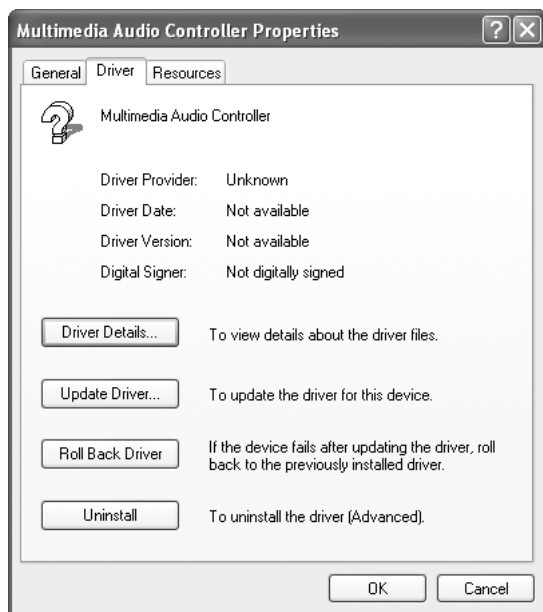 Multimedia Audio Controller Properties
General Driver Resources
Multimedia Audio Controller
Driver Provider: Unknown
Driver Date: Not available
Driver Version: Not available
Digital Signer: Not digitally signed
Driver Details... To view details about the driver files.
Update Driver... To update the driver for this device.
Roll Back Driver If the device fails after updating the driver, roll
back to the previously installed driver.
Uninstall To uninstall the driver (Advanced).
OK Cancel